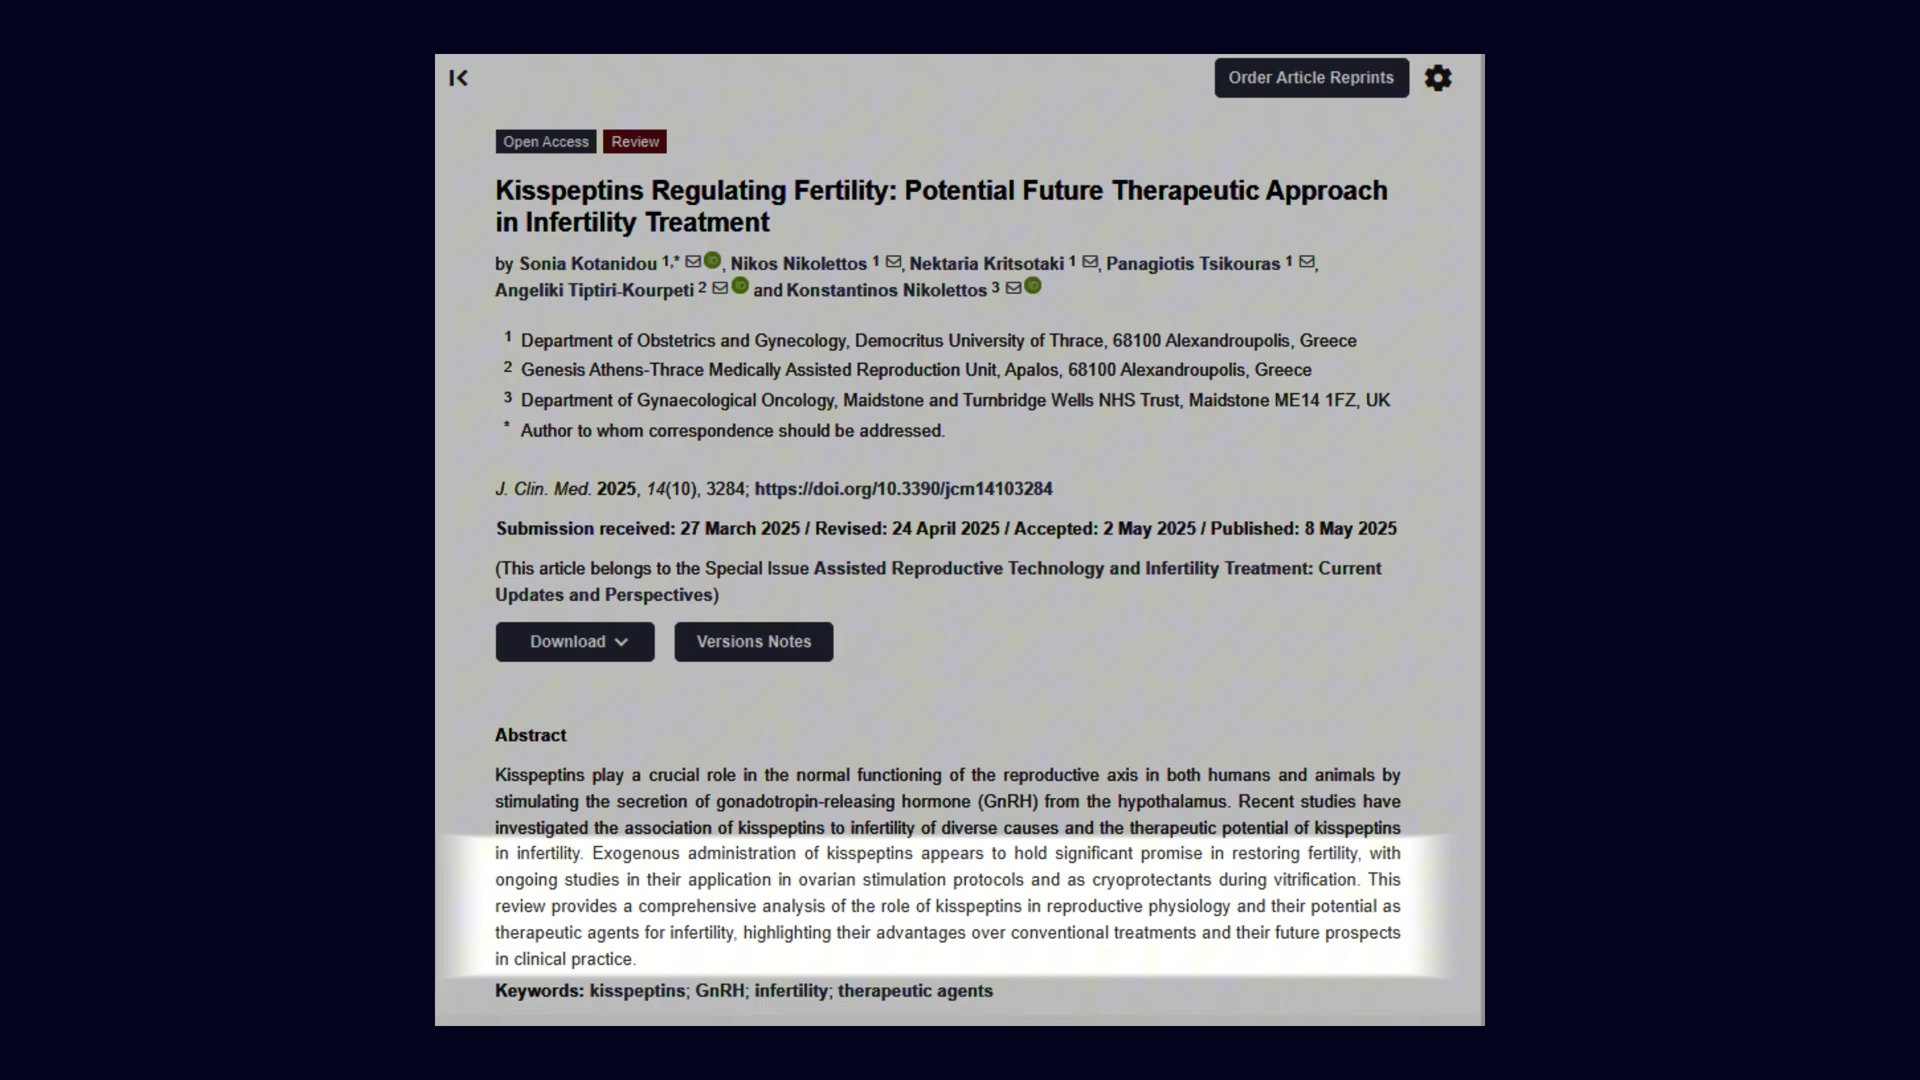 Order Article Reprints
Open Access Review
Kisspeptins Regulating Fertility: Potential Future Therapeutic Approach
in Infertility Treatment
by Sonia Kotanidou 1,* , Nikos Nikolettos 1 , Nektaria Kritsotaki 1 , Panagiotis Tsikouras 1 ,
Angeliki Tiptiri-Kourpeti 2 and Konstantinos Nikolettos 3
1 Department of Obstetrics and Gynecology, Democritus University of Thrace, 68100 Alexandroupolis, Greece
2 Genesis Athens-Thrace Medically Assisted Reproduction Unit, Apalos, 68100 Alexandroupolis, Greece
3 Department of Gynaecological Oncology, Maidstone and Turnbridge Wells NHS Trust, Maidstone ME14 1FZ, UK
* Author to whom correspondence should be addressed.
J. Clin. Med. 2025, 14(10), 3284; https://doi.org/10.3390/jcm14103284
Submission received: 27 March 2025 / Revised: 24 April 2025 / Accepted: 2 May 2025 / Published: 8 May 2025
(This article belongs to the Special Issue Assisted Reproductive Technology and Infertility Treatment: Current
Updates and Perspectives)
Download Versions Notes
Abstract
Kisspeptins play a crucial role in the normal functioning of the reproductive axis in both humans and animals by
stimulating the secretion of gonadotropin-releasing hormone (GnRH) from the hypothalamus. Recent studies have
investigated the association of kisspeptins to infertility of diverse causes and the therapeutic potential of kisspeptins
in infertility. Exogenous administration of kisspeptins appears to hold significant promise in restoring fertility, with
ongoing studies in their application in ovarian stimulation protocols and as cryoprotectants during vitrification. This
review provides a comprehensive analysis of the role of kisspeptins in reproductive physiology and their potential as
therapeutic agents for infertility, highlighting their advantages over conventional treatments and their future prospects
in clinical practice.
Keywords: kisspeptins; GnRH; infertility; therapeutic agents